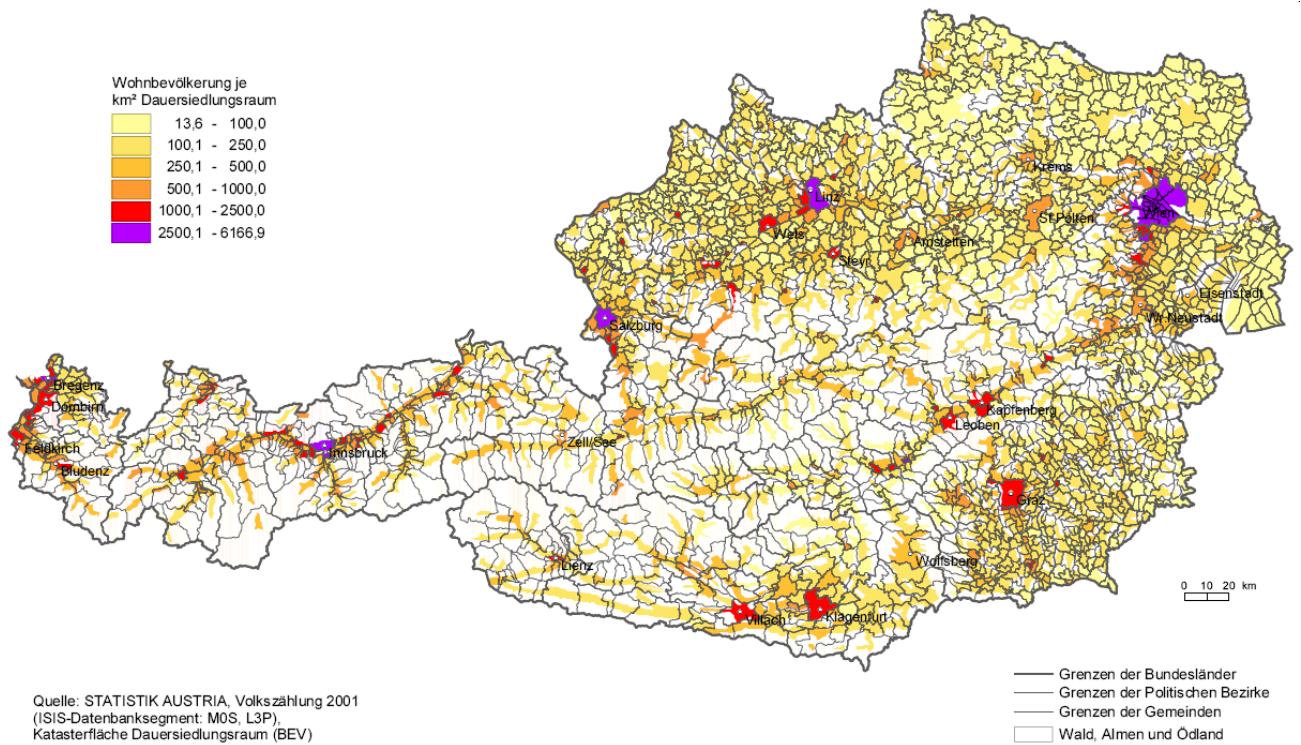 Wohnbevölkerung je
km² Dauersiedlungsraum
13,6 - 100,0
100,1 - 250,0
250,1 - 500,0
500,1 - 1000,0
1000,1 - 2500,0
2500,1 - 6166,9
Krems
Linz
Wien
St.Pölten
Wels
Amstetten
Steyr
Eisenstadt
Wr.Neustadt
Salzburg
Bregenz
Dornbirn
Kapfenberg
Leoben
Zell/See
Feldkirch
Innsbruck
Bludenz
Graz
Wolfsberg
Lienz
Villach
Klagenfurt
0 10 20 km
Grenzen der Bundesländer
Grenzen der Politischen Bezirke
Grenzen der Gemeinden
Wald, Almen und Ödland
Quelle: STATISTIK AUSTRIA, Volkszählung 2001
(ISIS-Datenbanksegment: M0S, L3P),
Katasterfläche Dauersiedlungsraum (BEV)